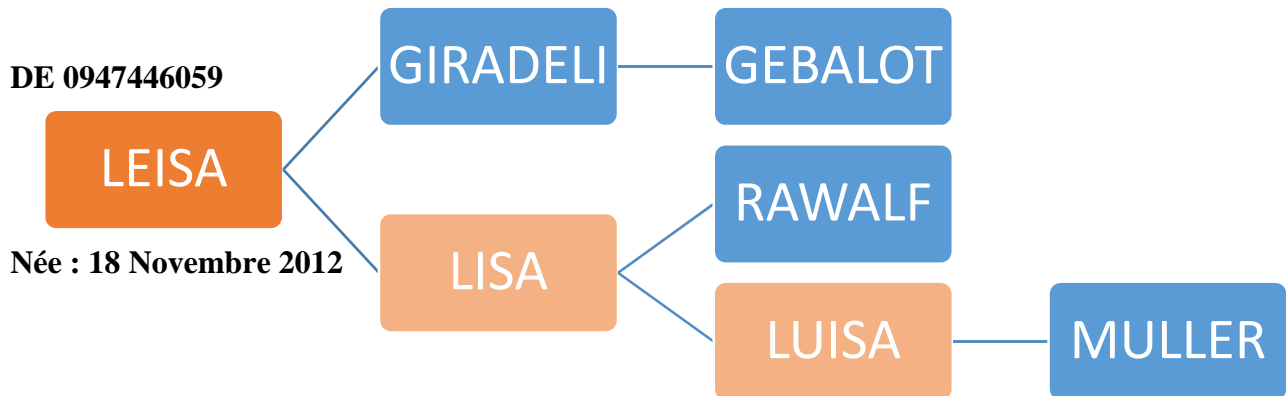 DE 0947446059
LEISA
Née : 18 Novembre 2012
GIRADELI
GEBALOT
LISA
RAWALF
LUISA
MULLER